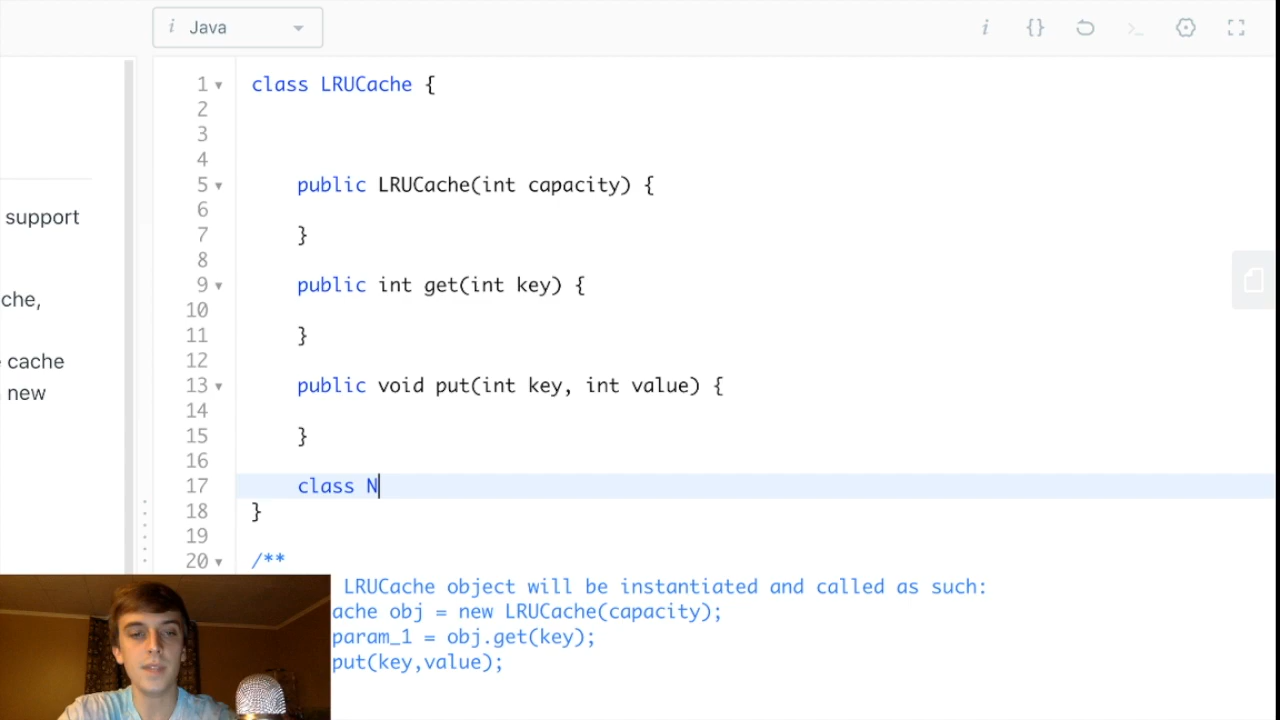 i Java
i {} >_
1 class LRUCache {
2
3
4
5 public LRUCache(int capacity) {
6
7 }
8
9 public int get(int key) {
10
11 }
12
13 public void put(int key, int value) {
14
15 }
16
17 class N
18 }
19
20 /**
support
che,
cache
new
LRUCache object will be instantiated and called as such:
ache obj = new LRUCache(capacity);
param_1 = obj.get(key);
put(key,value);